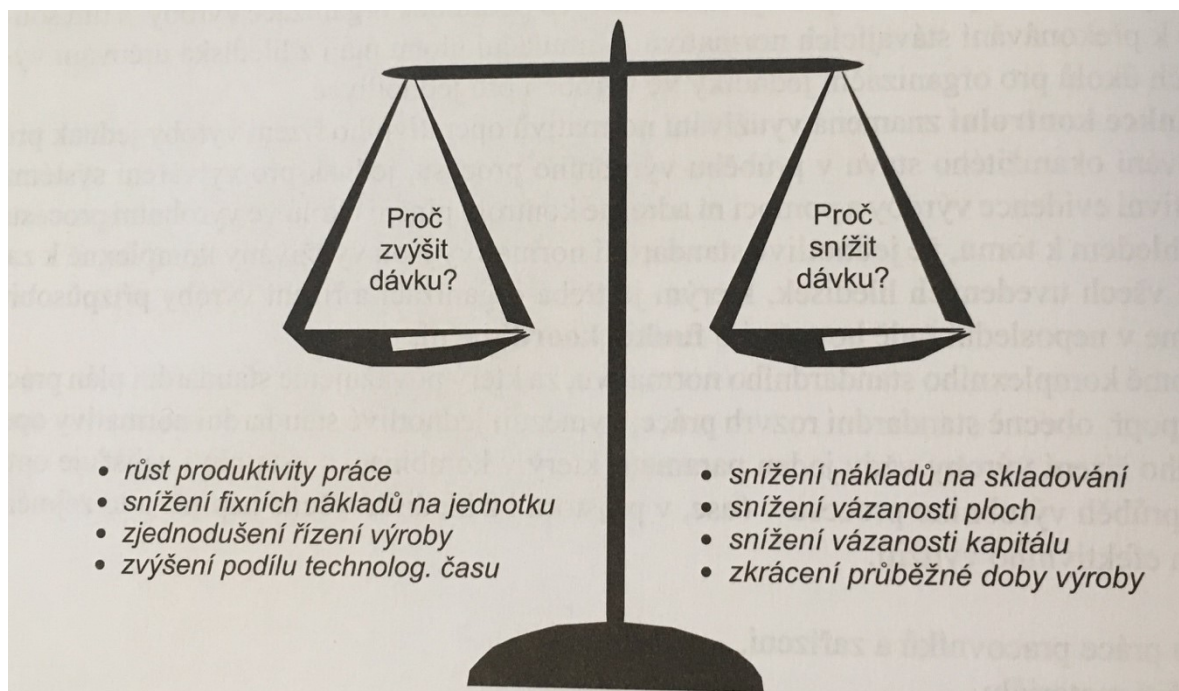 Proč
zvýšit
dávku?
Proč
snížit
dávku?
• růst produktivity práce
• snížení fixních nákladů na jednotku
• zjednodušení řízení výroby
• zvýšení podílu technolog. času
• snížení nákladů na skladování
• snížení vázanosti ploch
• snížení vázanosti kapitálu
• zkrácení průběžné doby výroby